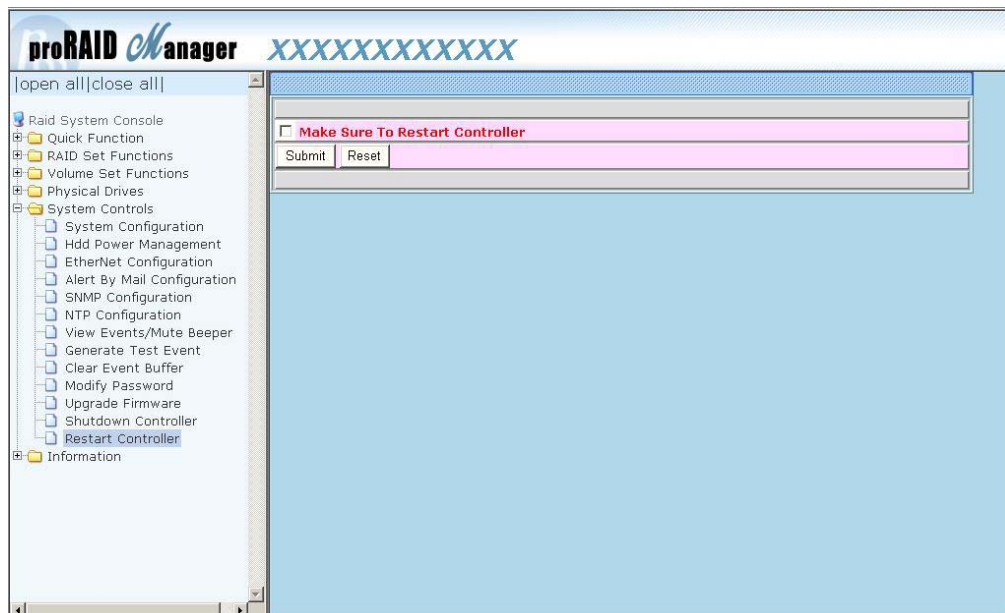 proRAID Manager XXXXXXXXXXXX
|open all|close all|
Raid System Console
Quick Function
RAID Set Functions
Volume Set Functions
Physical Drives
System Controls
System Configuration
Hdd Power Management
EtherNet Configuration
Alert By Mail Configuration
SNMP Configuration
NTP Configuration
View Events/Mute Beeper
Generate Test Event
Clear Event Buffer
Modify Password
Upgrade Firmware
Shutdown Controller
Restart Controller
Information
Make Sure To Restart Controller
Submit Reset